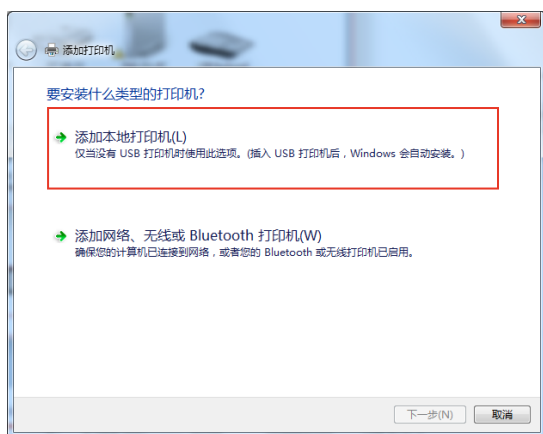 添加打印机
要安装什么类型的打印机?
添加本地打印机(L)
仅当没有 USB 打印机时使用此选项。(插入 USB 打印机后，Windows 会自动安装。)
添加网络、无线或 Bluetooth 打印机(W)
确保您的计算机已连接到网络，或者您的 Bluetooth 或无线打印机已启用。
下一步(N) 取消